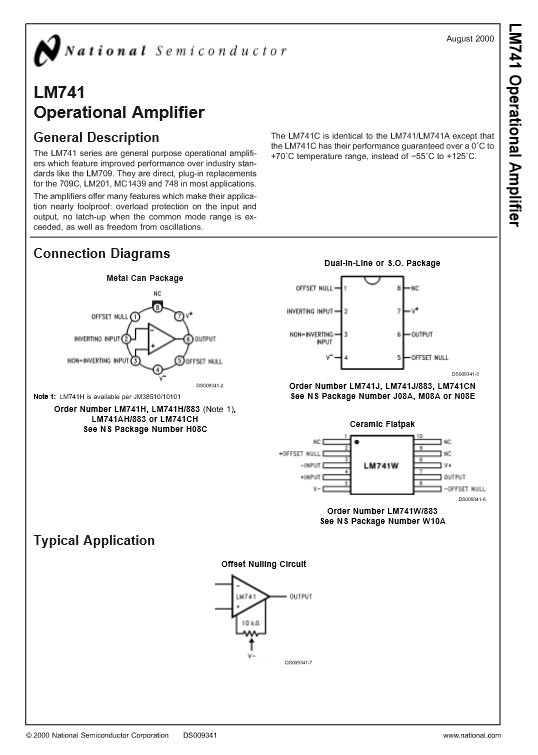 August 2000
National Semiconductor
LM741
Operational Amplifier
General Description
The LM741 series are general purpose operational amplifi-
ers which feature improved performance over industry stan-
dards like the LM709. They are direct, plug-in replacements
for the 709C, LM201, MC1439 and 748 in most applications.
The amplifiers offer many features which make their applica-
tion nearly foolproof: overload protection on the input and
output, no latch-up when the common mode range is ex-
ceeded, as well as freedom from oscillations.
The LM741C is identical to the LM741/LM741A except that
the LM741C has their performance guaranteed over a 0˚C to
+70˚C temperature range, instead of −55˚C to +125˚C.
Connection Diagrams
Metal Can Package
NC
8
OFFSET NULL 1
7 V+
INVERTING INPUT 2
6 OUTPUT
NON-INVERTING INPUT 3
5 OFFSET NULL
4
V−
DS009341-2
Note 1: LM741H is available per JM38510/10101
Order Number LM741H, LM741H/883 (Note 1),
LM741AH/883 or LM741CH
See NS Package Number H08C
Dual-In-Line or S.O. Package
OFFSET NULL 1 8 NC
INVERTING INPUT 2 7 V+
NON-INVERTING 3 6 OUTPUT
INPUT
V− 4 5 OFFSET NULL
DS009341-3
Order Number LM741J, LM741J/883, LM741CN
See NS Package Number J08A, M08A or N08E
Ceramic Flatpak
NC 1 10 NC
+OFFSET NULL 2 9 NC
−INPUT 3 8 V+
+INPUT 4 7 OUTPUT
V− 5 6 −OFFSET NULL
LM741W
DS009341-6
Order Number LM741W/883
See NS Package Number W10A
Typical Application
Offset Nulling Circuit
−
LM741 OUTPUT
+
10 kΩ
V−
DS009341-7
© 2000 National Semiconductor Corporation DS009341 www.national.com
LM741 Operational Amplifier